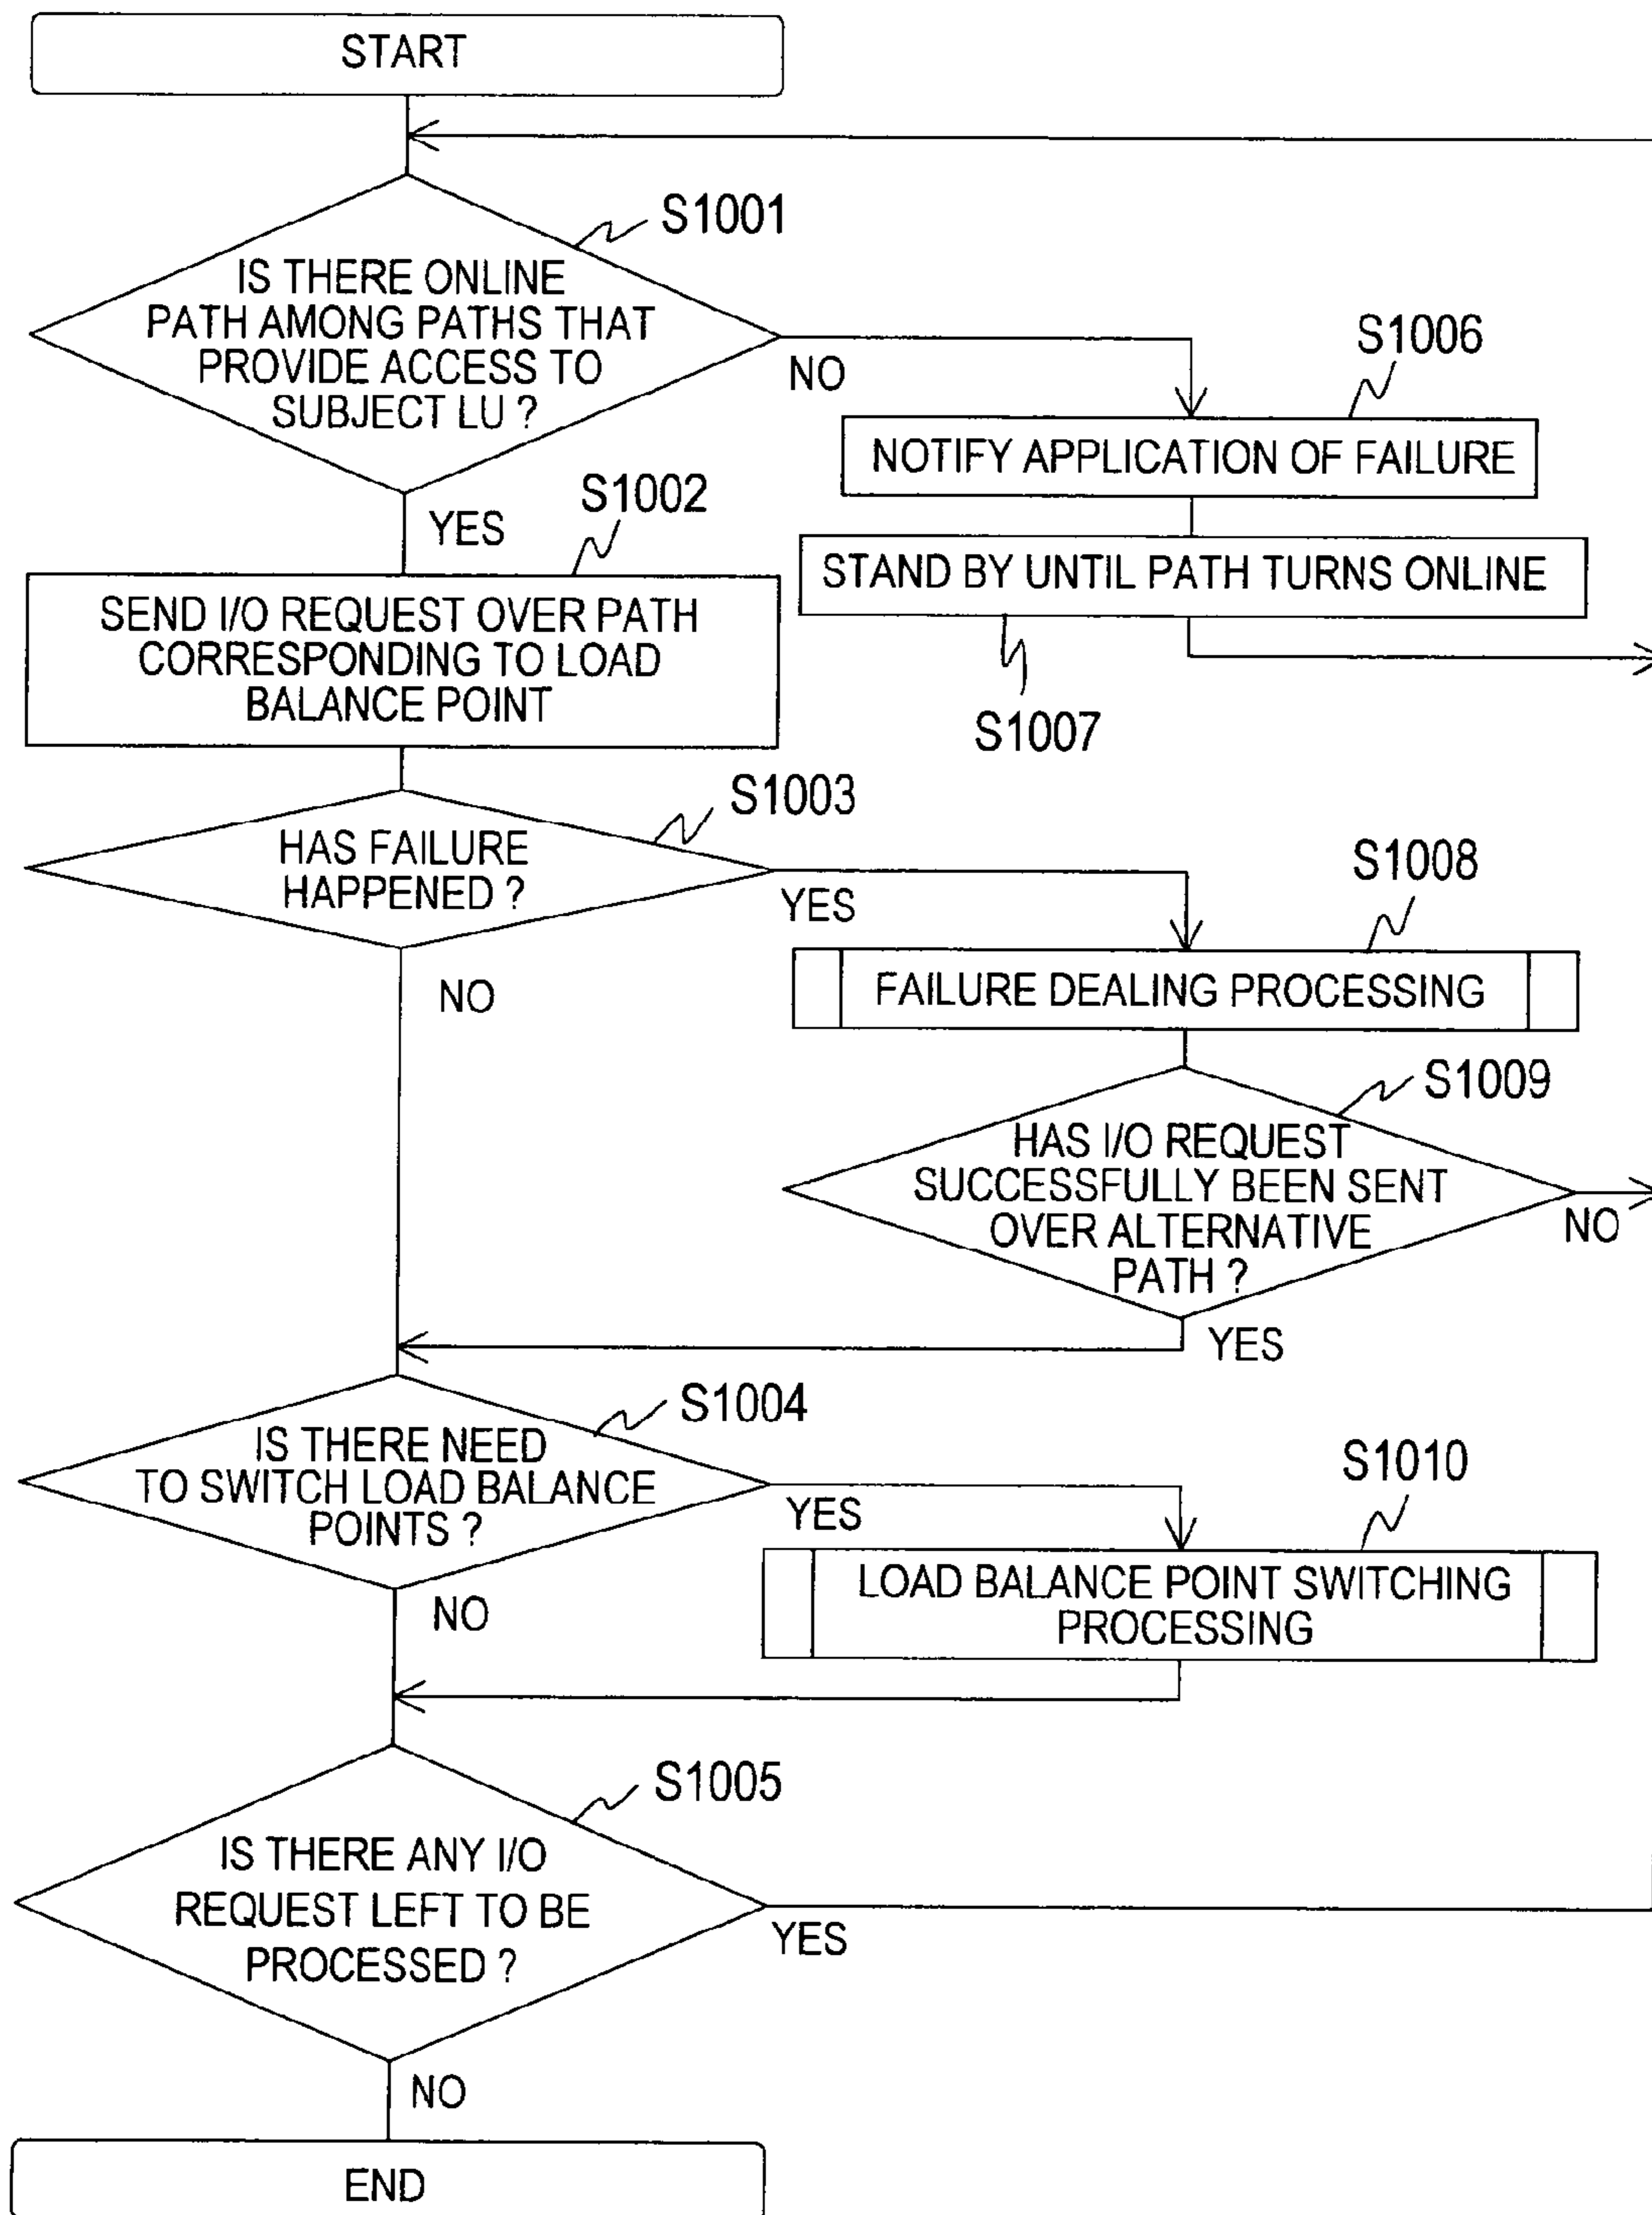 START
S1001
IS THERE ONLINE
PATH AMONG PATHS THAT
PROVIDE ACCESS TO
SUBJECT LU ?
NO
YES
S1006
NOTIFY APPLICATION OF FAILURE
STAND BY UNTIL PATH TURNS ONLINE
S1007
S1002
SEND I/O REQUEST OVER PATH
CORRESPONDING TO LOAD
BALANCE POINT
S1003
HAS FAILURE
HAPPENED ?
YES
NO
S1008
FAILURE DEALING PROCESSING
S1009
HAS I/O REQUEST
SUCCESSFULLY BEEN SENT
OVER ALTERNATIVE
PATH ?
NO
YES
S1004
IS THERE NEED
TO SWITCH LOAD BALANCE
POINTS ?
YES
NO
S1010
LOAD BALANCE POINT SWITCHING
PROCESSING
S1005
IS THERE ANY I/O
REQUEST LEFT TO BE
PROCESSED ?
YES
NO
END